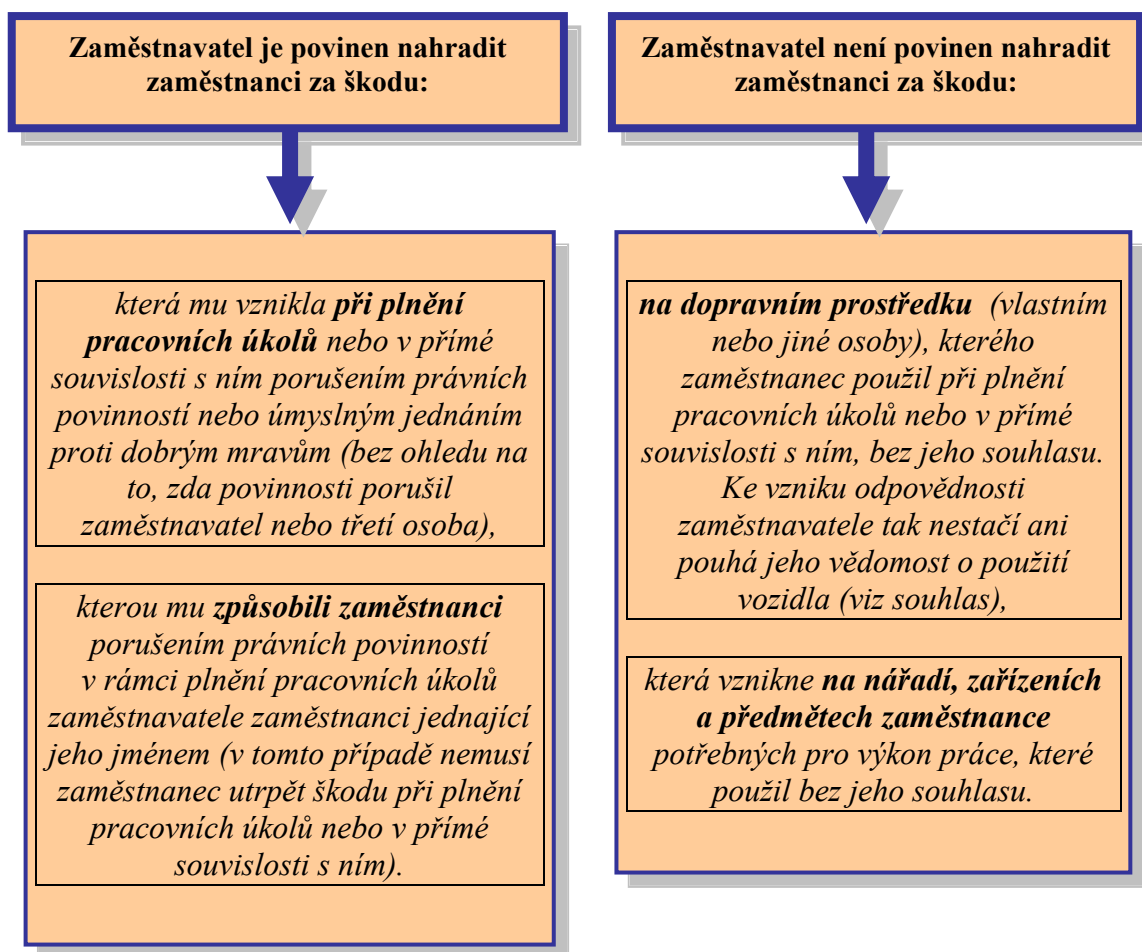 Zaměstnavatel je povinen nahradit
zaměstnanci za škodu:
která mu vznikla při plnění
pracovních úkolů nebo v přímé
souvislosti s ním porušením právních
povinností nebo úmyslným jednáním
proti dobrým mravům (bez ohledu na
to, zda povinnosti porušil
zaměstnavatel nebo třetí osoba),
kterou mu způsobili zaměstnanci
porušením právních povinností
v rámci plnění pracovních úkolů
zaměstnavatele zaměstnanci jednající
jeho jménem (v tomto případě nemusí
zaměstnanec utrpět škodu při plnění
pracovních úkolů nebo v přímé
souvislosti s ním).
Zaměstnavatel není povinen nahradit
zaměstnanci za škodu:
na dopravním prostředku (vlastním
nebo jiné osoby), kterého
zaměstnanec použil při plnění
pracovních úkolů nebo v přímé
souvislosti s ním, bez jeho souhlasu.
Ke vzniku odpovědnosti
zaměstnavatele tak nestačí ani
pouhá jeho vědomost o použití
vozidla (viz souhlas),
která vznikne na nářadí, zařízeních
a předmětech zaměstnance
potřebných pro výkon práce, které
použil bez jeho souhlasu.